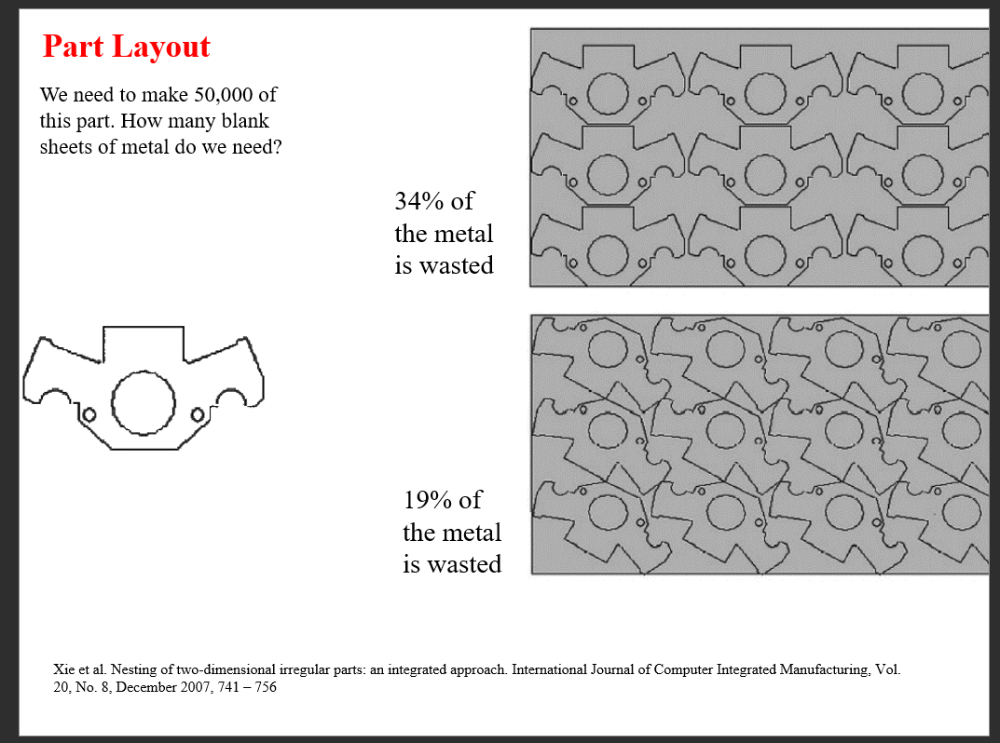 Part Layout
We need to make 50,000 of
this part. How many blank
sheets of metal do we need?
34% of
the metal
is wasted
19% of
the metal
is wasted
Xie et al. Nesting of two-dimensional irregular parts: an integrated approach. International Journal of Computer Integrated Manufacturing, Vol.
20, No. 8, December 2007, 741 – 756